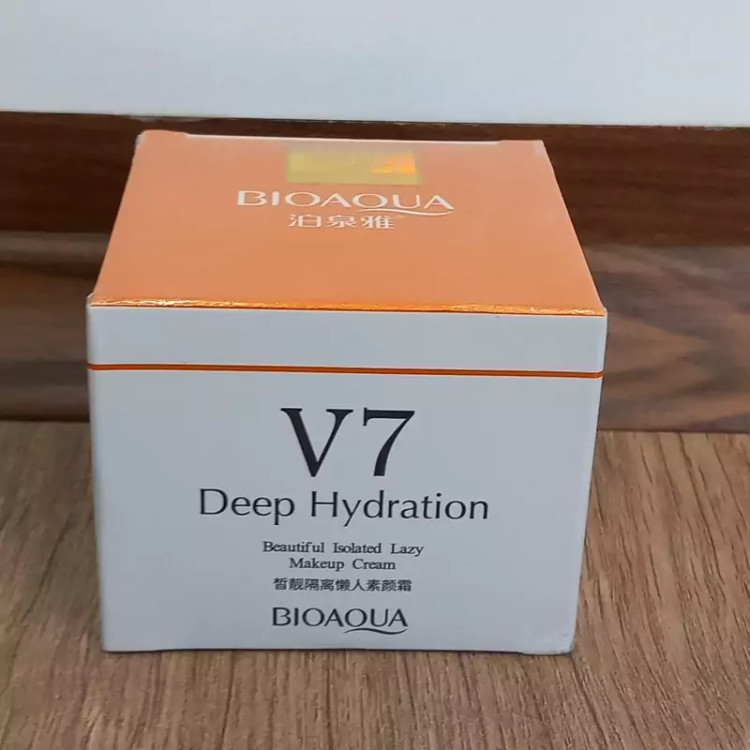 BIOAQUA
泊泉雅®
V7
Deep Hydration
Beautiful Isolated Lazy
Makeup Cream
皙靓隔离懒人素颜霜
BIOAQUA